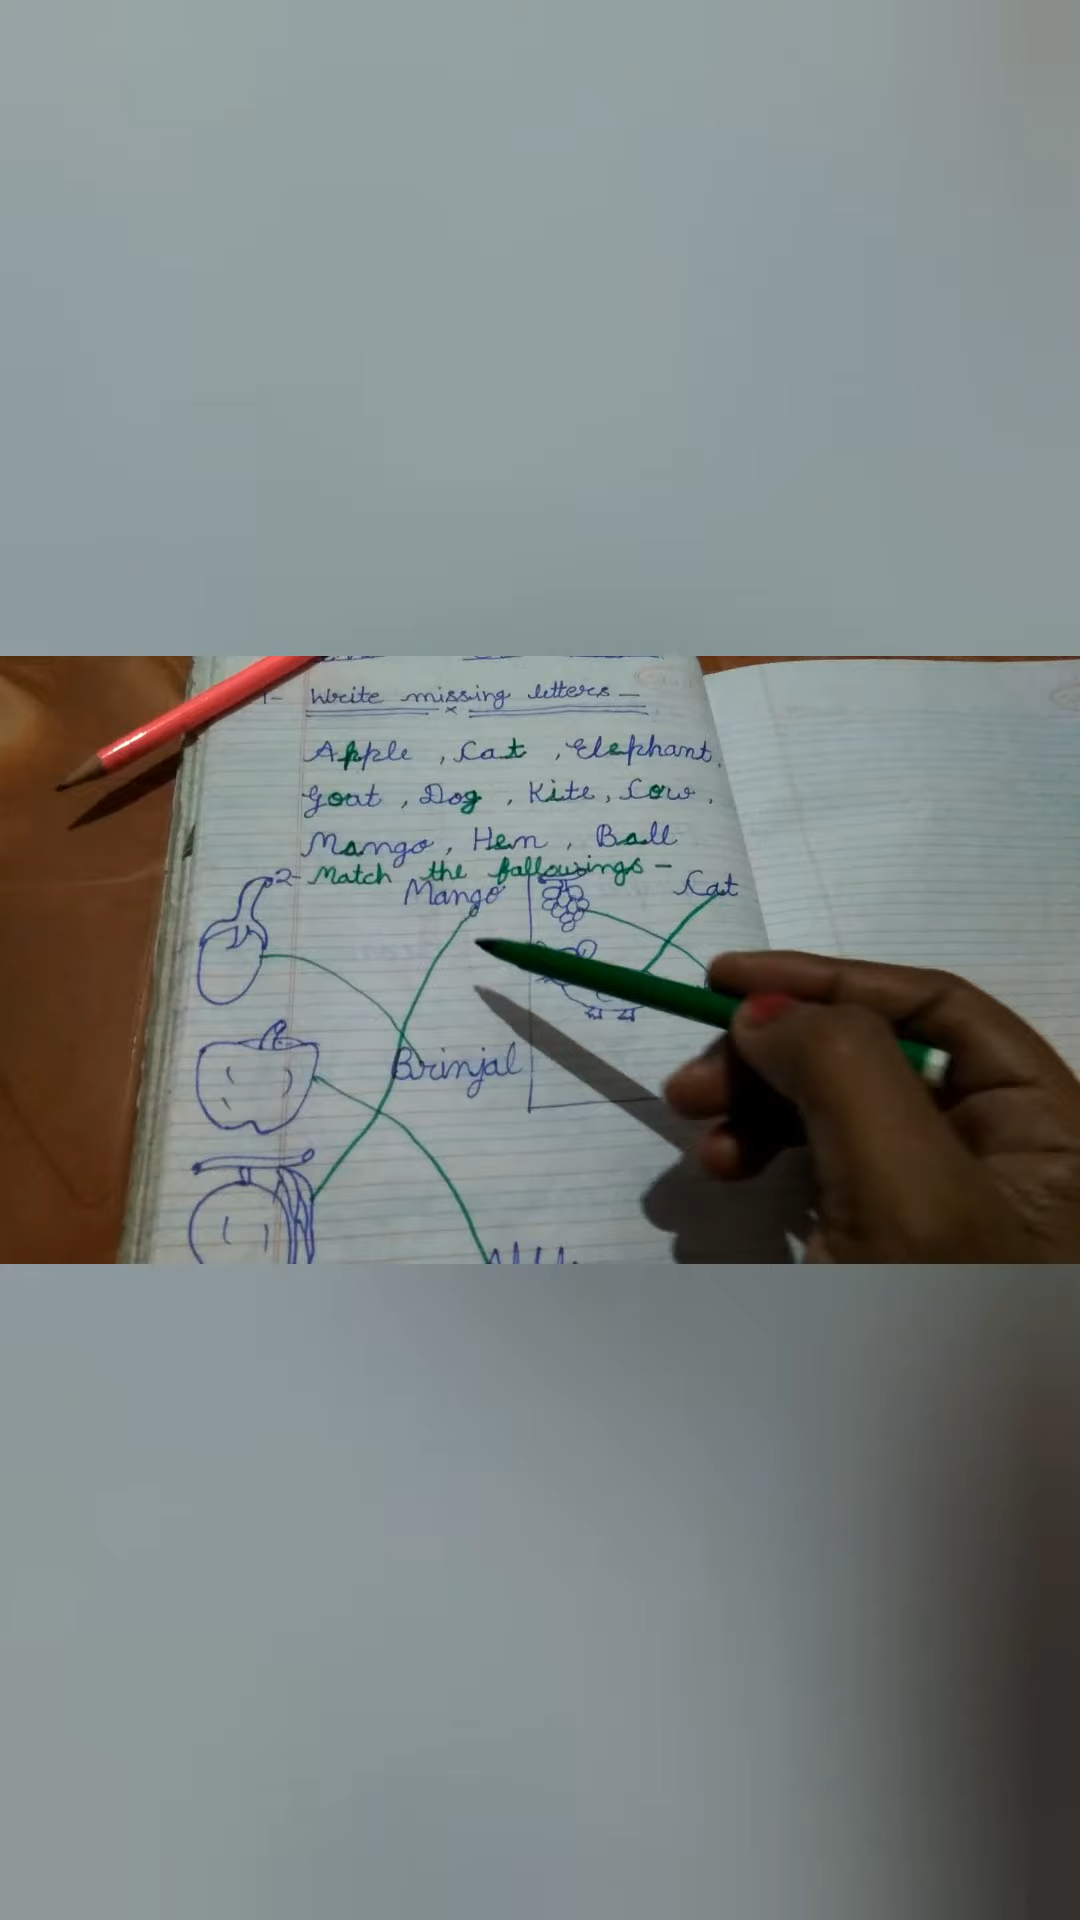 1- Write missing letters -
Apple , Cat , Elephant,
Goat , Dog , Kite, Cow,
Mango, Hen, Ball
2- Match the fallowings -
Mango
Cat
Brinjal